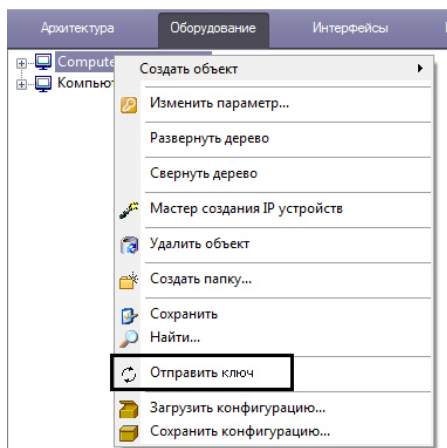 Архитектура Оборудование Интерфейсы
Compute
Компью
Создать объект
Изменить параметр...
Развернуть дерево
Свернуть дерево
Мастер создания IP устройств
Удалить объект
Создать папку...
Сохранить
Найти...
Отправить ключ
Загрузить конфигурацию...
Сохранить конфигурацию...